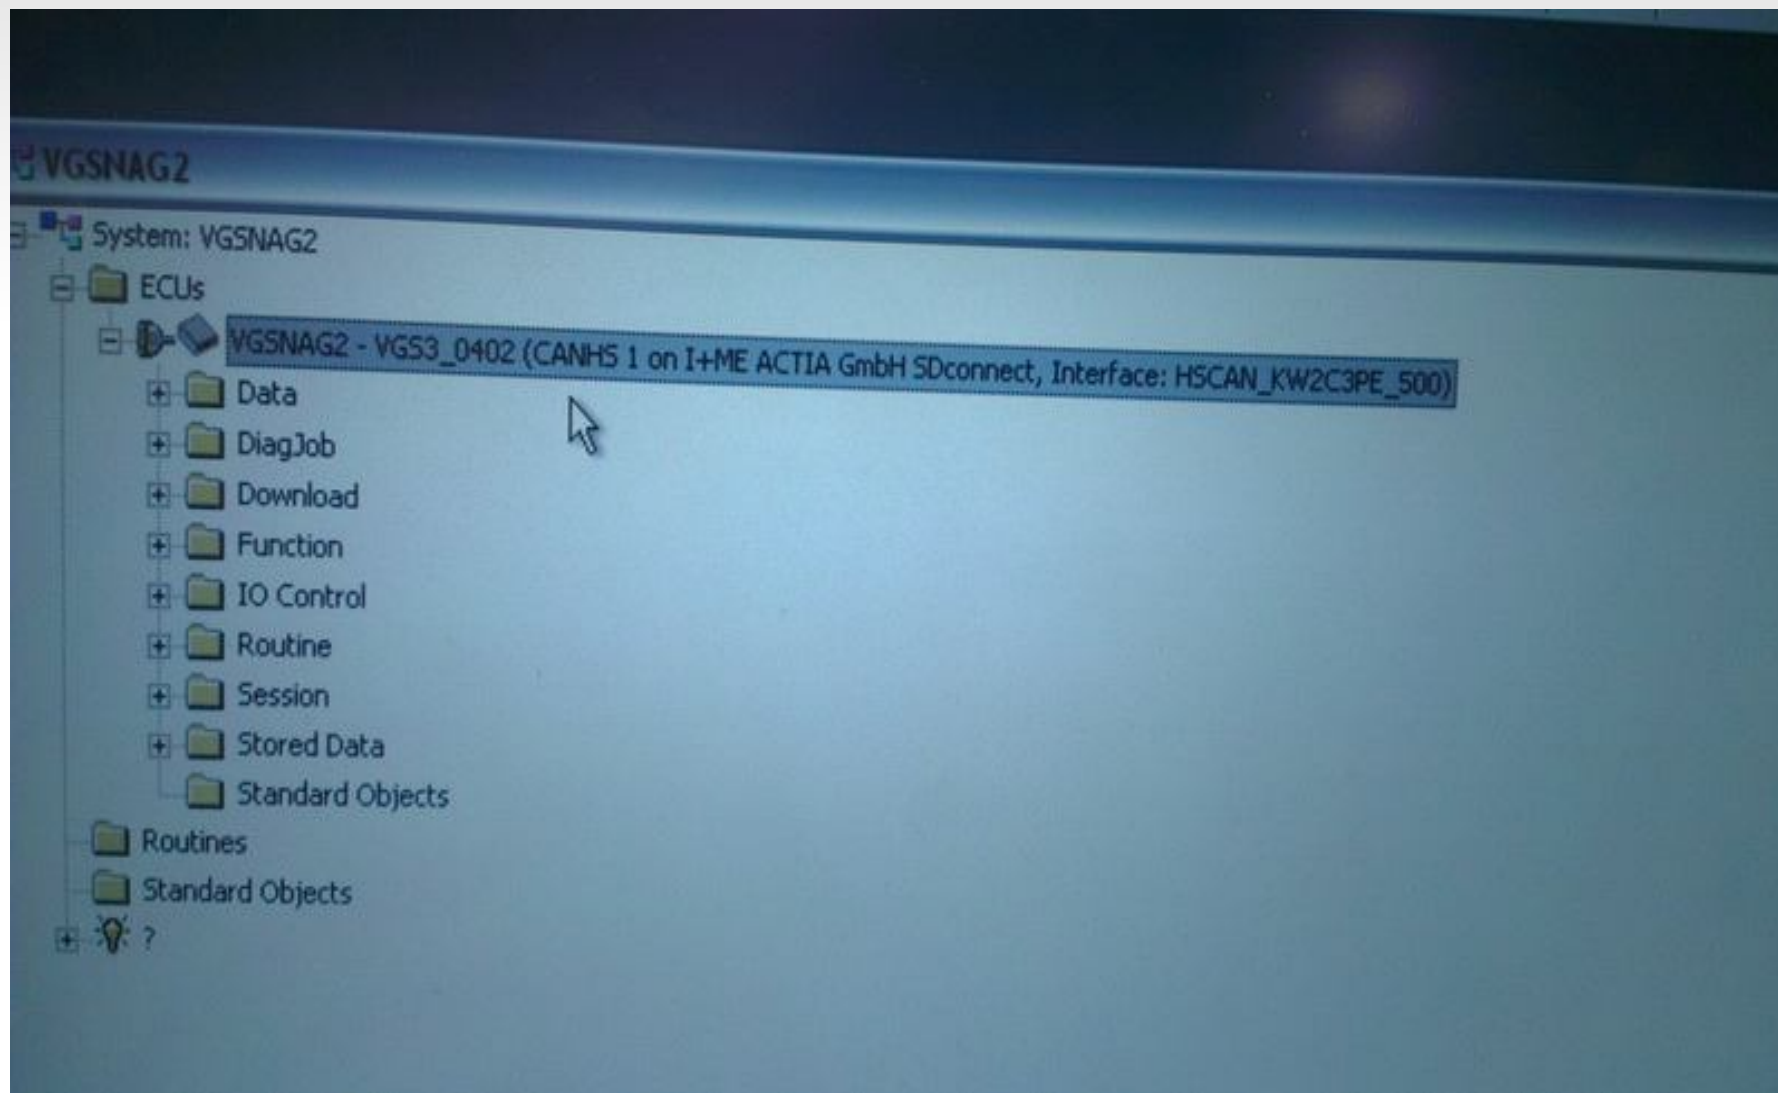 VGSNAG2
System: VGSNAG2
ECUs
VGSNAG2 - VGS3_0402 (CANHS 1 on I+ME ACTIA GmbH SDconnect, Interface: HSCAN_KW2C3PE_500)
Data
DiagJob
Download
Function
IO Control
Routine
Session
Stored Data
Standard Objects
Routines
Standard Objects
?